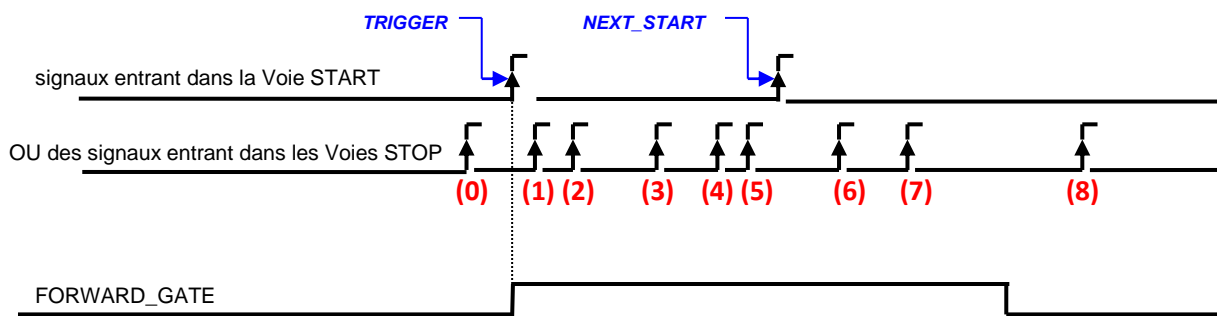 TRIGGER NEXT_START
signaux entrant dans la Voie START
OU des signaux entrant dans les Voies STOP
(0) (1) (2) (3) (4) (5) (6) (7) (8)
FORWARD_GATE